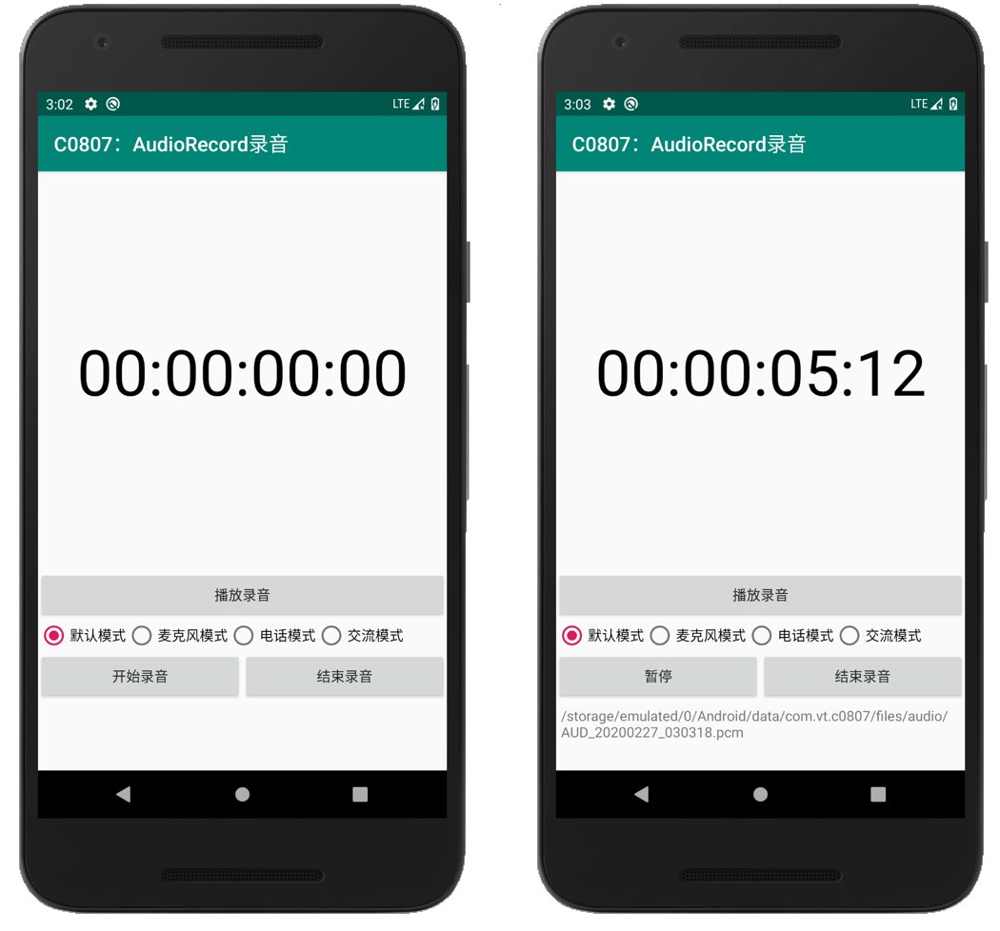 3:02 LTE
C0807：AudioRecord录音
00:00:00:00
播放录音
默认模式 麦克风模式 电话模式 交流模式
开始录音 结束录音
3:03 LTE
C0807：AudioRecord录音
00:00:05:12
播放录音
默认模式 麦克风模式 电话模式 交流模式
暂停 结束录音
/storage/emulated/0/Android/data/com.vt.c0807/files/audio/
AUD_20200227_030318.pcm